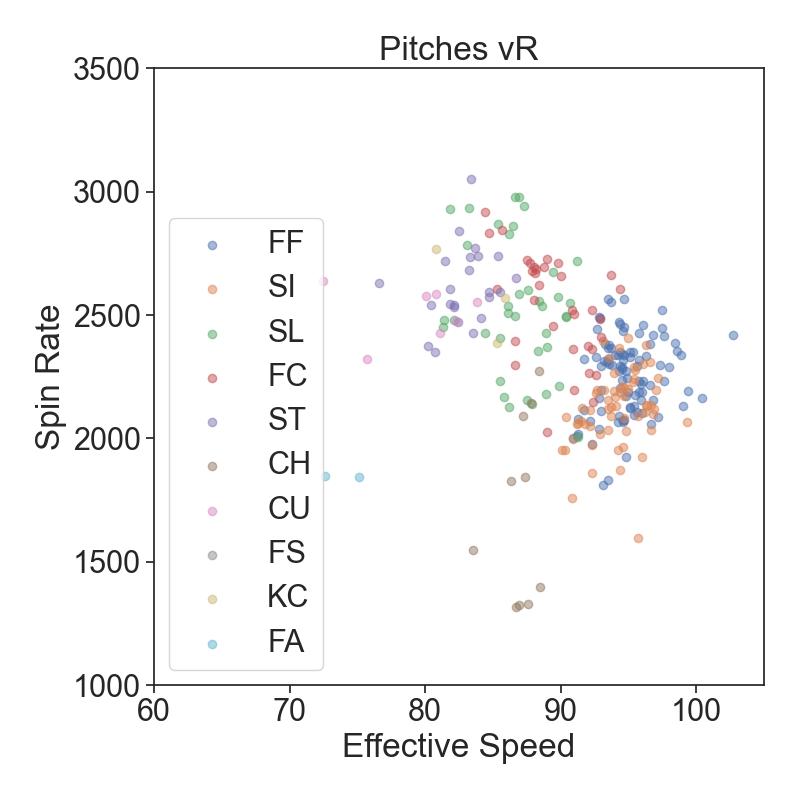 Pitches vR
3500
3000
2500
2000
1500
1000
Spin Rate
FF
SI
SL
FC
ST
CH
CU
FS
KC
FA
60
70
80
90
100
Effective Speed